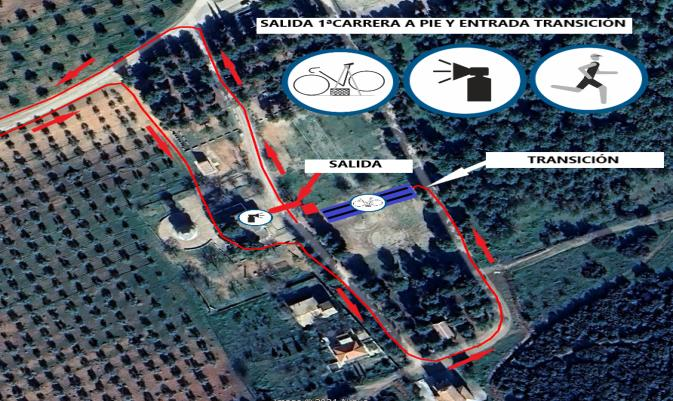 SALIDA 1ªCARRERA A PIE Y ENTRADA TRANSICIÓN
SALIDA
TRANSICIÓN